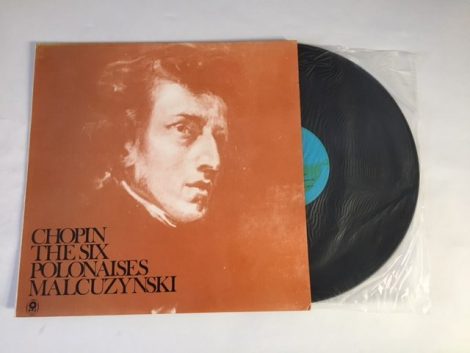 CHOPIN
THE SIX
POLONAISES
MALCUZYNSKI